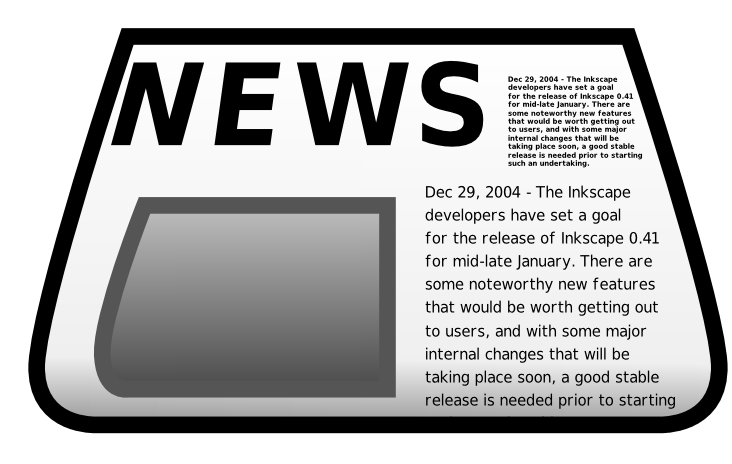 NEWS
Dec 29, 2004 - The Inkscape
developers have set a goal
for the release of Inkscape 0.41
for mid-late January. There are
some noteworthy new features
that would be worth getting out
to users, and with some major
internal changes that will be
taking place soon, a good stable
release is needed prior to starting
such an undertaking.
Dec 29, 2004 - The Inkscape
developers have set a goal
for the release of Inkscape 0.41
for mid-late January. There are
some noteworthy new features
that would be worth getting out
to users, and with some major
internal changes that will be
taking place soon, a good stable
release is needed prior to starting